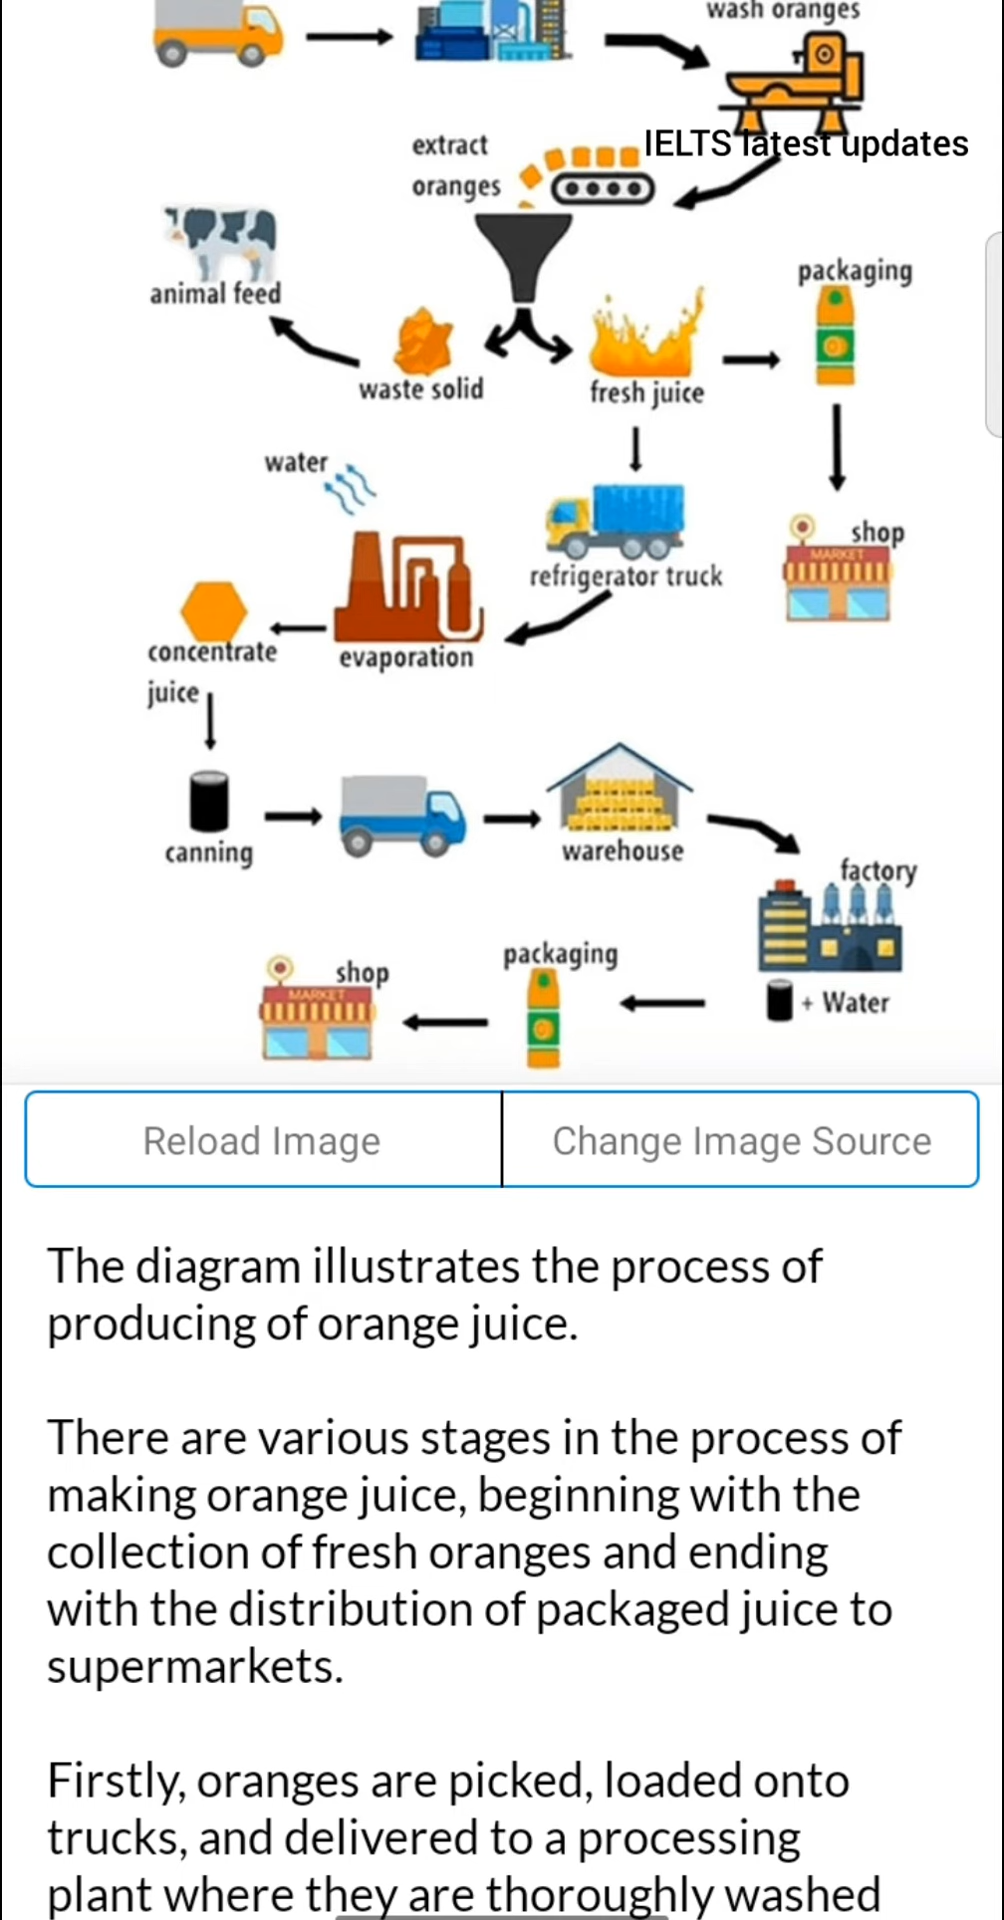 wash oranges
extract
oranges
IELTS latest updates
animal feed
packaging
waste solid
fresh juice
water
shop
MARKET
refrigerator truck
concentrate
juice
evaporation
canning
warehouse
factory
+ Water
packaging
shop
MARKET
Reload Image
Change Image Source
The diagram illustrates the process of
producing of orange juice.
There are various stages in the process of
making orange juice, beginning with the
collection of fresh oranges and ending
with the distribution of packaged juice to
supermarkets.
Firstly, oranges are picked, loaded onto
trucks, and delivered to a processing
plant where they are thoroughly washed